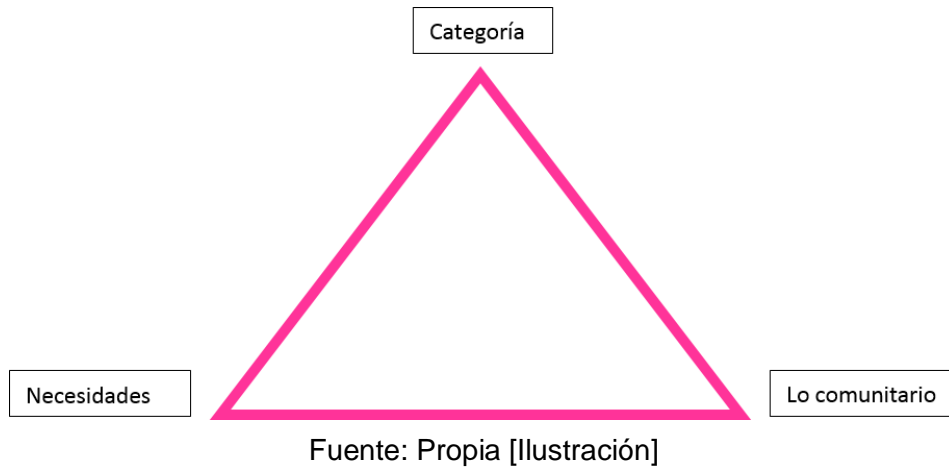 Categoría
Necesidades
Lo comunitario
Fuente: Propia [Ilustración]